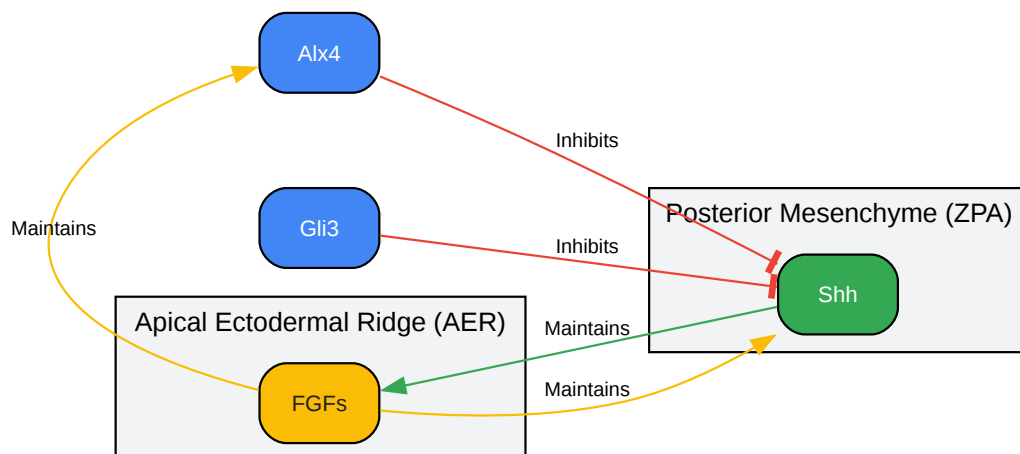 Alx4
Inhibits
Posterior Mesenchyme (ZPA)
Maintains
Gli3
Inhibits
Shh
Apical Ectodermal Ridge (AER)
Maintains
FGFs
Maintains